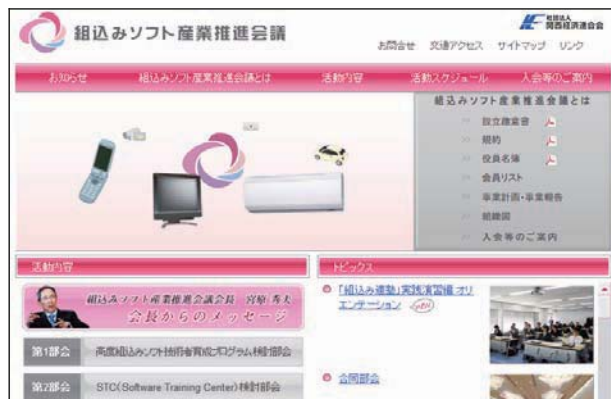 組込みソフト産業推進会議
社団法人
関西経済連合会
お問合せ 交通アクセス サイトマップ リンク
お知らせ 組込みソフト産業推進会議とは 活動内容 活動スケジュール 入会等のご案内
組込みソフト産業推進会議とは
設立趣意書
規約
役員名簿
会員リスト
事業計画・事業報告
組織図
入会等のご案内
活動内容
組込みソフト産業推進会議会長 宮原 秀夫
会長からのメッセージ
第1部会 高度組込みソフト技術者育成プログラム検討部会
第2部会 STC(Software Training Center)検討部会
トピックス
「組込み適塾」実践演習編 オリ
エンテーション new
合同部会